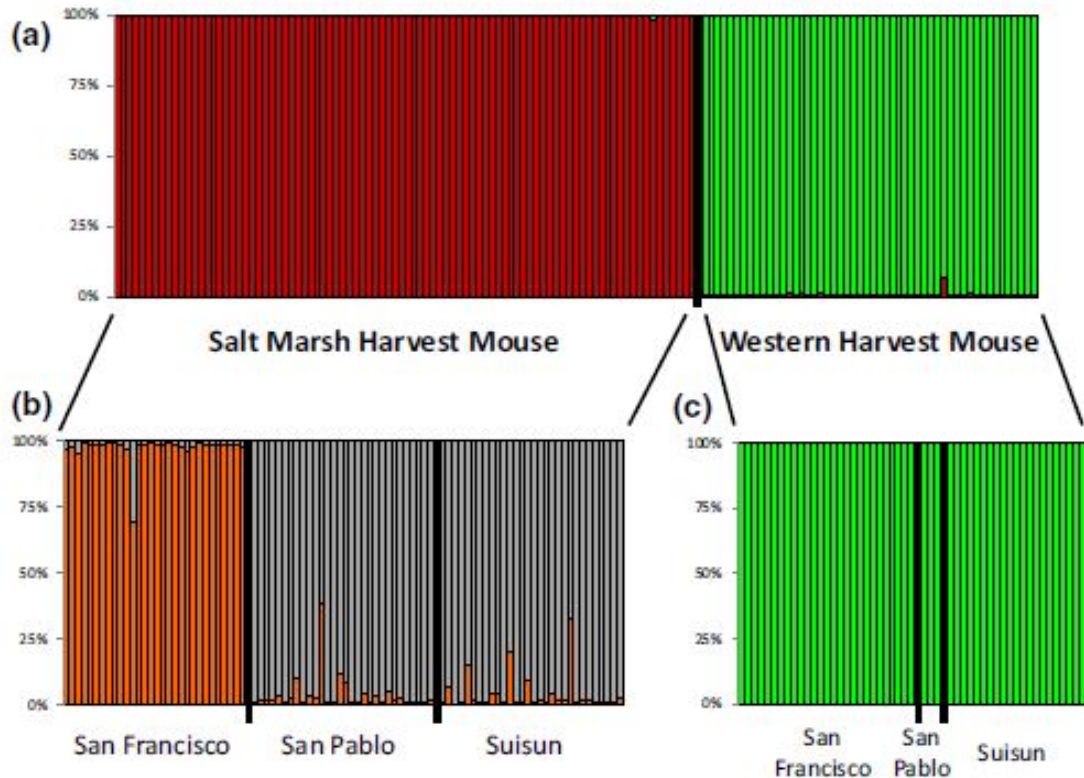 (a)
100%
75%
50%
25%
0%
Salt Marsh Harvest Mouse
Western Harvest Mouse
(b)
100%
75%
50%
25%
0%
San Francisco
San Pablo
Suisun
(c)
100%
75%
50%
25%
0%
San
Francisco
San
Pablo
Suisun